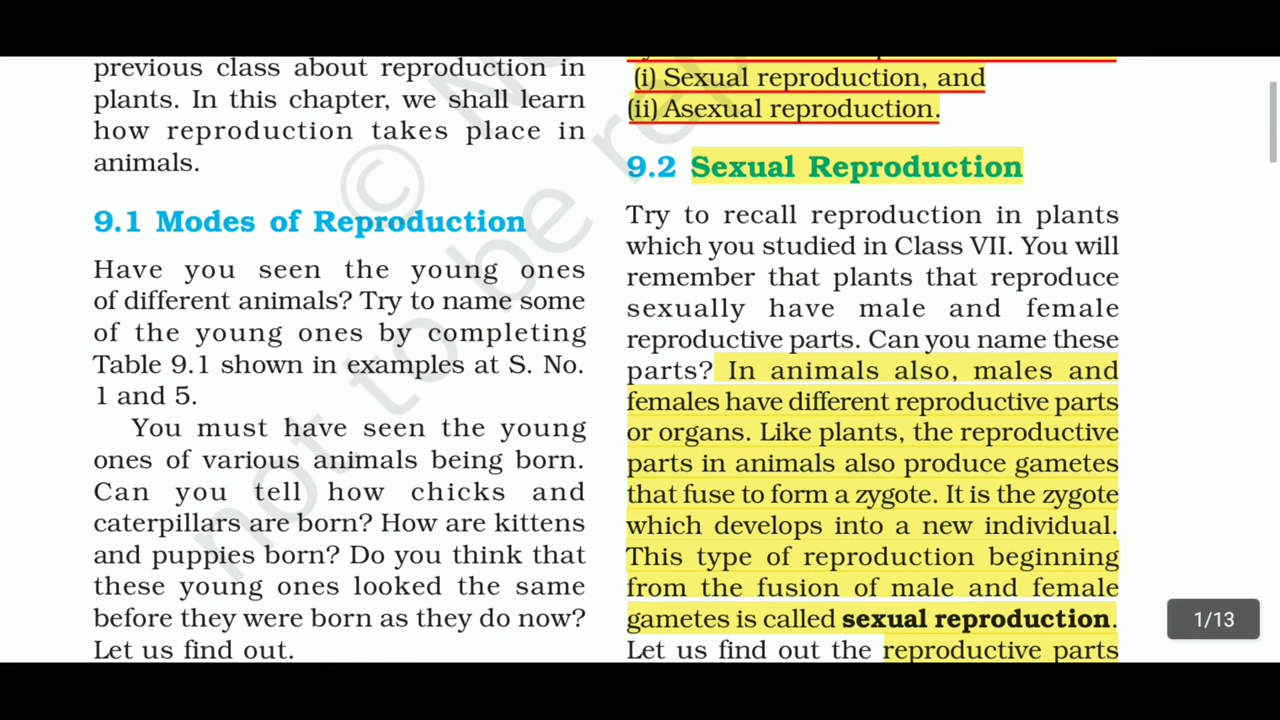 previous class about reproduction in
plants. In this chapter, we shall learn
how reproduction takes place in
animals.
9.1 Modes of Reproduction
Have you seen the young ones
of different animals? Try to name some
of the young ones by completing
Table 9.1 shown in examples at S. No.
1 and 5.
You must have seen the young
ones of various animals being born.
Can you tell how chicks and
caterpillars are born? How are kittens
and puppies born? Do you think that
these young ones looked the same
before they were born as they do now?
Let us find out.
(i) Sexual reproduction, and
(ii) Asexual reproduction.
9.2 Sexual Reproduction
Try to recall reproduction in plants
which you studied in Class VII. You will
remember that plants that reproduce
sexually have male and female
reproductive parts. Can you name these
parts? In animals also, males and
females have different reproductive parts
or organs. Like plants, the reproductive
parts in animals also produce gametes
that fuse to form a zygote. It is the zygote
which develops into a new individual.
This type of reproduction beginning
from the fusion of male and female
gametes is called sexual reproduction.
Let us find out the reproductive parts
1/13
©
not to be